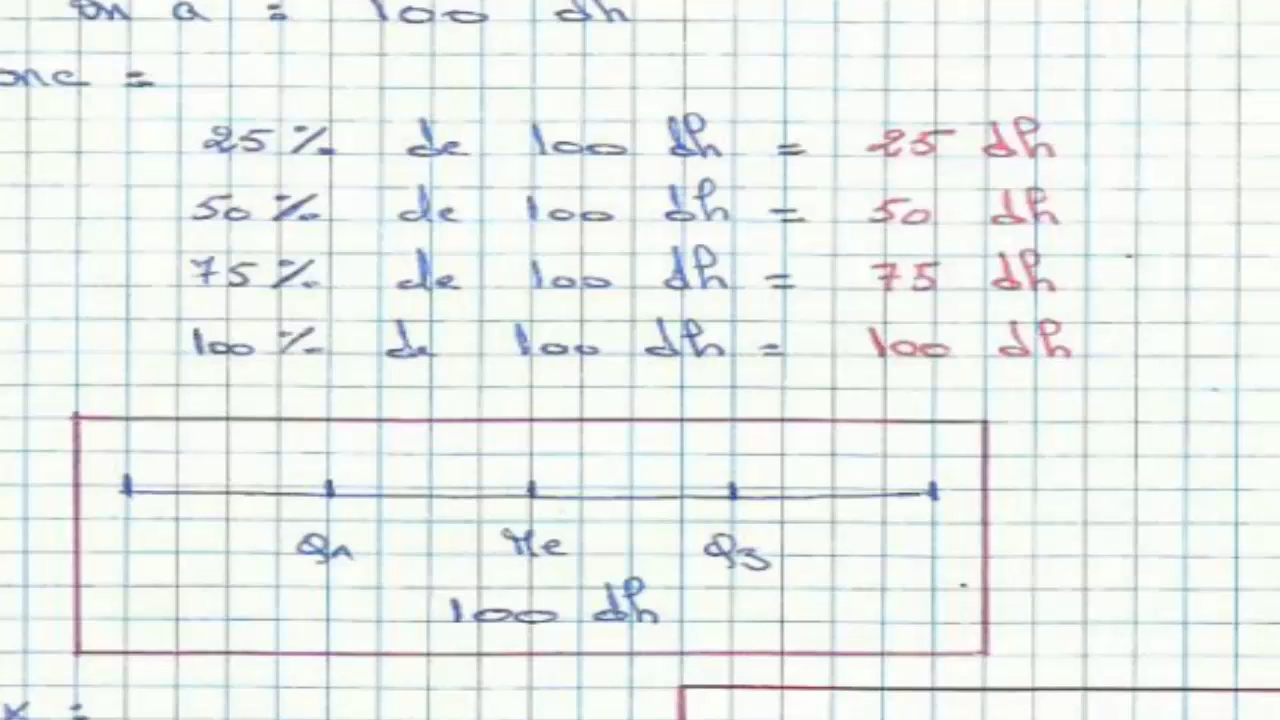 on a : 100 dh
onc =
25 % de 100 dh = 25 dh
50 % de 100 dh = 50 dh
75 % de 100 dh = 75 dh
100 % de 100 dh = 100 dh
Q1 Me Q3
100 dh
x :